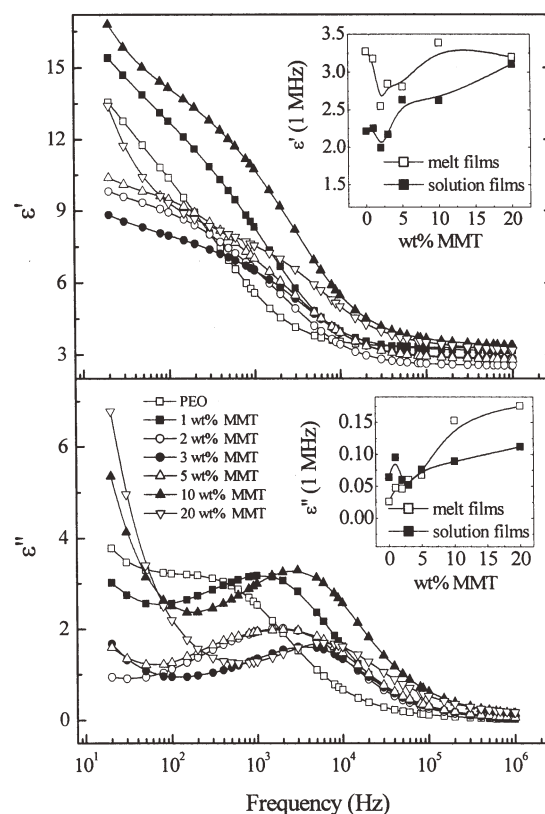 15
12
9
6
3
ε'
3.5
3.0
2.5
2.0
1.5
ε' (1 MHz)
melt films
solution films
0 5 10 15 20
wt% MMT
6
4
2
0
ε"
PEO
1 wt% MMT
2 wt% MMT
3 wt% MMT
5 wt% MMT
10 wt% MMT
20 wt% MMT
0.15
0.10
0.05
0.00
ε" (1 MHz)
melt films
solution films
0 5 10 15 20
wt% MMT
10¹ 10² 10³ 10⁴ 10⁵ 10⁶
Frequency (Hz)